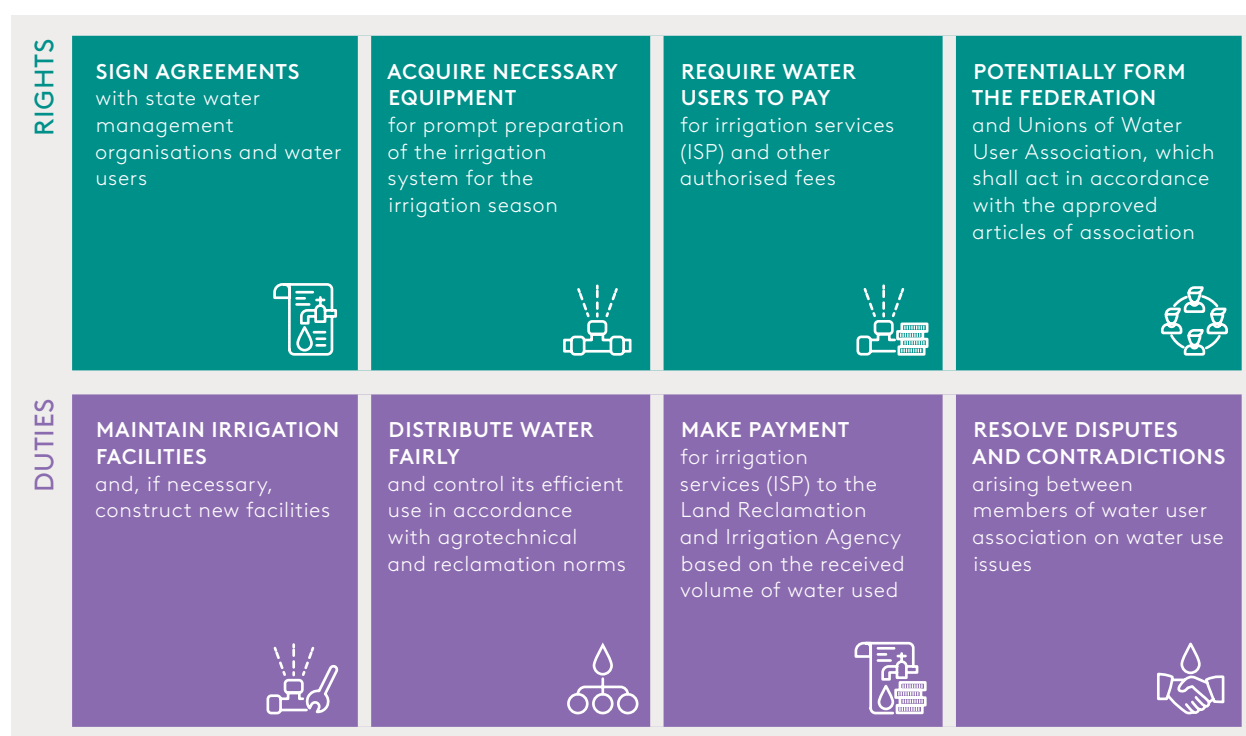 RIGHTS
SIGN AGREEMENTS
with state water
management
organisations and water
users
ACQUIRE NECESSARY
EQUIPMENT
for prompt preparation
of the irrigation
system for the
irrigation season
REQUIRE WATER
USERS TO PAY
for irrigation services
(ISP) and other
authorised fees
POTENTIALLY FORM
THE FEDERATION
and Unions of Water
User Association, which
shall act in accordance
with the approved
articles of association
DUTIES
MAINTAIN IRRIGATION
FACILITIES
and, if necessary,
construct new facilities
DISTRIBUTE WATER
FAIRLY
and control its efficient
use in accordance
with agrotechnical
and reclamation norms
MAKE PAYMENT
for irrigation
services (ISP) to the
Land Reclamation
and Irrigation Agency
based on the received
volume of water used
RESOLVE DISPUTES
AND CONTRADICTIONS
arising between
members of water user
association on water use
issues